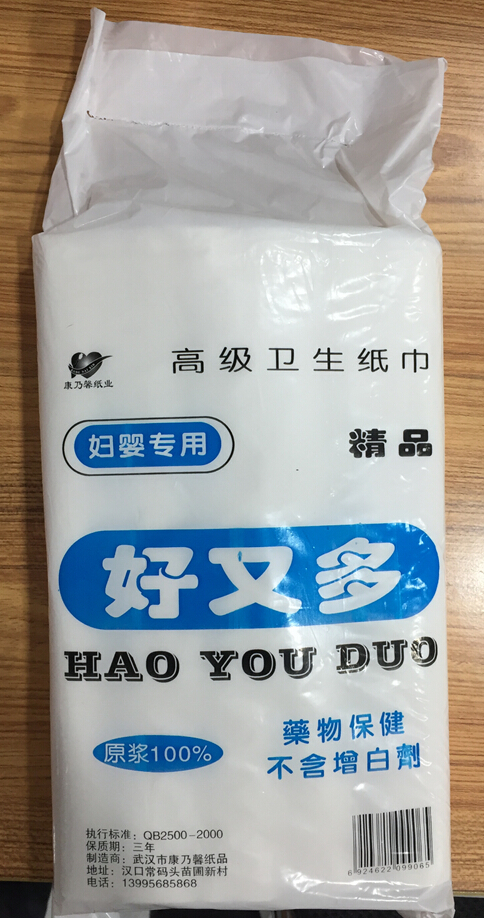 高级卫生纸巾
康乃馨纸业
妇婴专用
精品
好又多
HAO YOU DUO
藥物保健
不含增白劑
原浆100%
执行标准：QB2500-2000
保质期：三年
制造商：武汉市康乃馨纸品
地址：汉口常码头苗圃新村
电话：13995685868
6924622099065